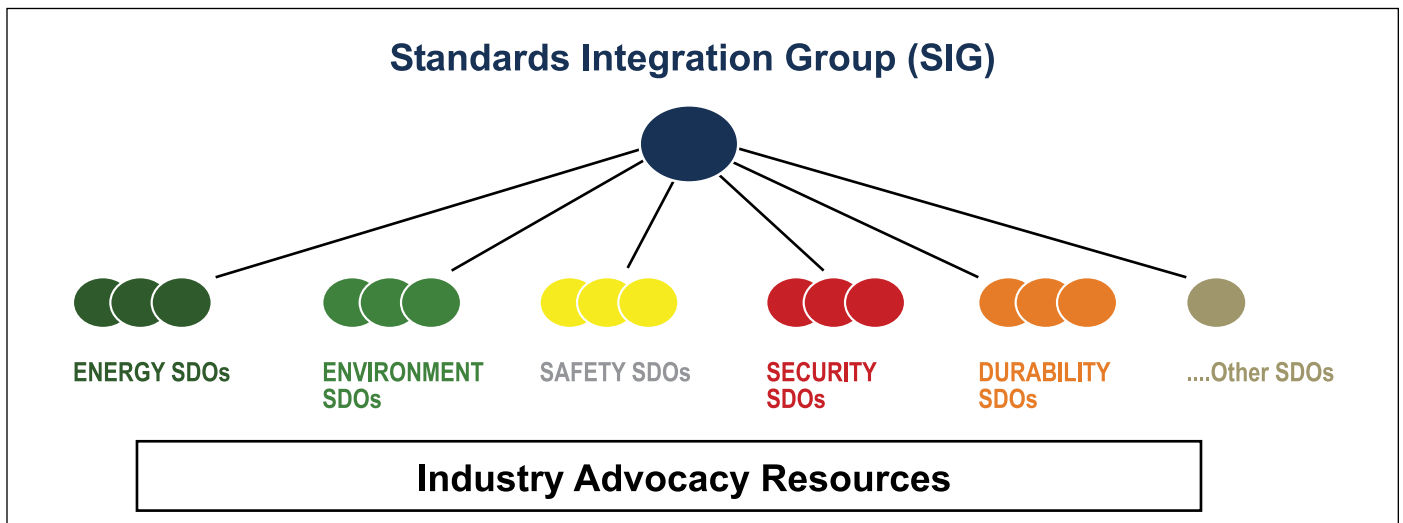 Standards Integration Group (SIG)
ENERGY SDOs
ENVIRONMENT
SDOs
SAFETY SDOs
SECURITY
SDOs
DURABILITY
SDOs
....Other SDOs
Industry Advocacy Resources